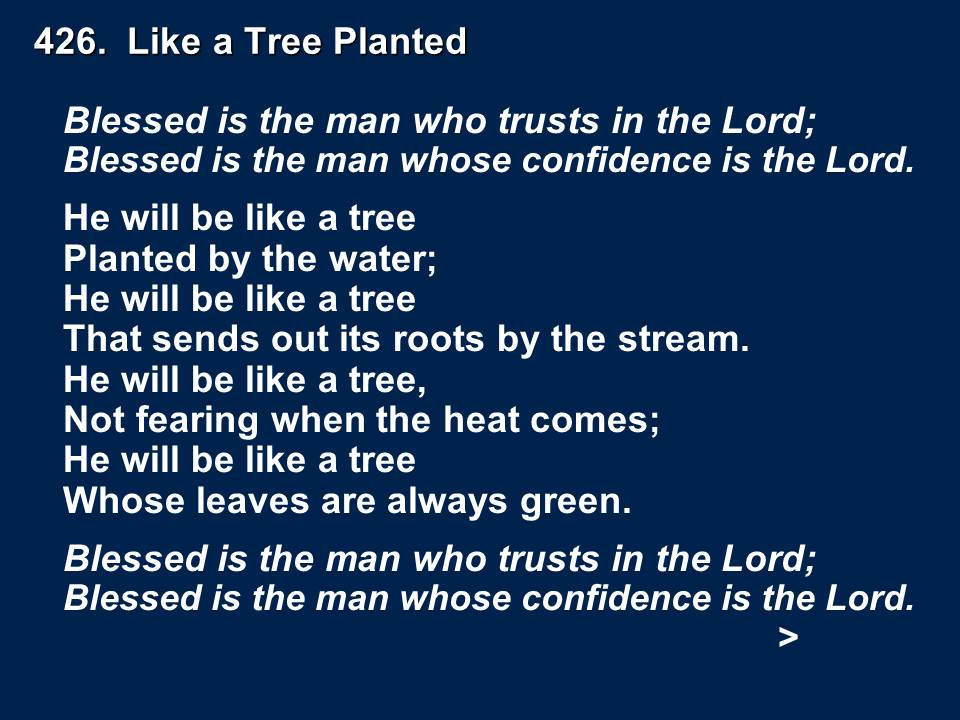 426. Like a Tree Planted
Blessed is the man who trusts in the Lord;
Blessed is the man whose confidence is the Lord.
He will be like a tree
Planted by the water;
He will be like a tree
That sends out its roots by the stream.
He will be like a tree,
Not fearing when the heat comes;
He will be like a tree
Whose leaves are always green.
Blessed is the man who trusts in the Lord;
Blessed is the man whose confidence is the Lord.
>